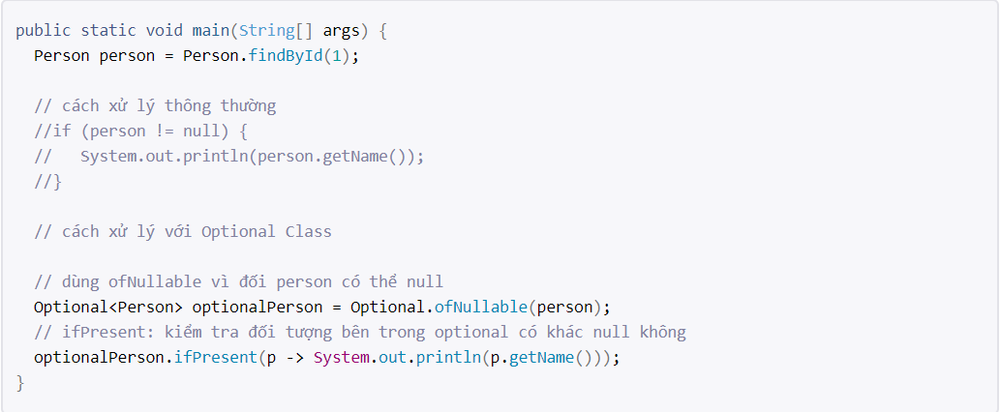 public static void main(String[] args) {
  Person person = Person.findById(1);

  // cách xử lý thông thường
  //if (person != null) {
  //   System.out.println(person.getName());
  //}

  // cách xử lý với Optional Class

  // dùng ofNullable vì đối person có thể null
  Optional<Person> optionalPerson = Optional.ofNullable(person);
  // ifPresent: kiểm tra đối tượng bên trong optional có khác null không
  optionalPerson.ifPresent(p -> System.out.println(p.getName()));
}